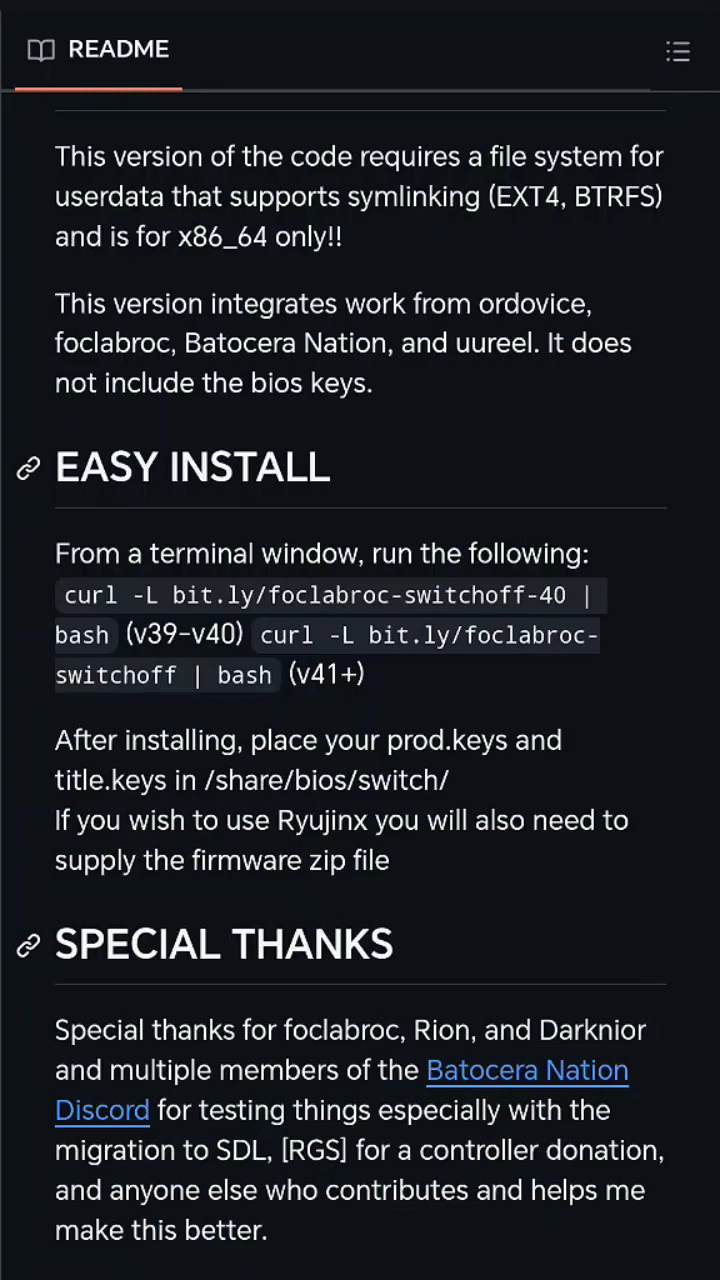 README
This version of the code requires a file system for
userdata that supports symlinking (EXT4, BTRFS)
and is for x86_64 only!!
This version integrates work from ordovice,
foclabroc, Batocera Nation, and uureel. It does
not include the bios keys.
EASY INSTALL
From a terminal window, run the following:
curl -L bit.ly/foclabroc-switchoff-40 |
bash (v39-v40) curl -L bit.ly/foclabroc-
switchoff | bash (v41+)
After installing, place your prod.keys and
title.keys in /share/bios/switch/
If you wish to use Ryujinx you will also need to
supply the firmware zip file
SPECIAL THANKS
Special thanks for foclabroc, Rion, and Darknior
and multiple members of the Batocera Nation
Discord for testing things especially with the
migration to SDL, [RGS] for a controller donation,
and anyone else who contributes and helps me
make this better.